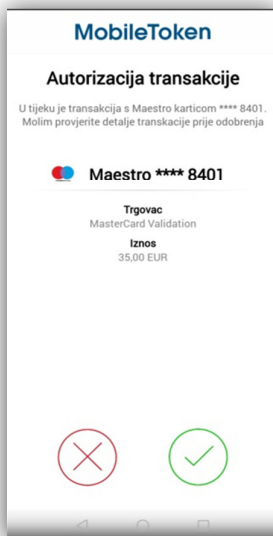 MobileToken
Autorizacija transakcije
U tijeku je transakcija s Maestro karticom **** 8401.
Molim provjerite detalje transkacije prije odobrenja
Maestro **** 8401
Trgovac
MasterCard Validation
Iznos
35,00 EUR